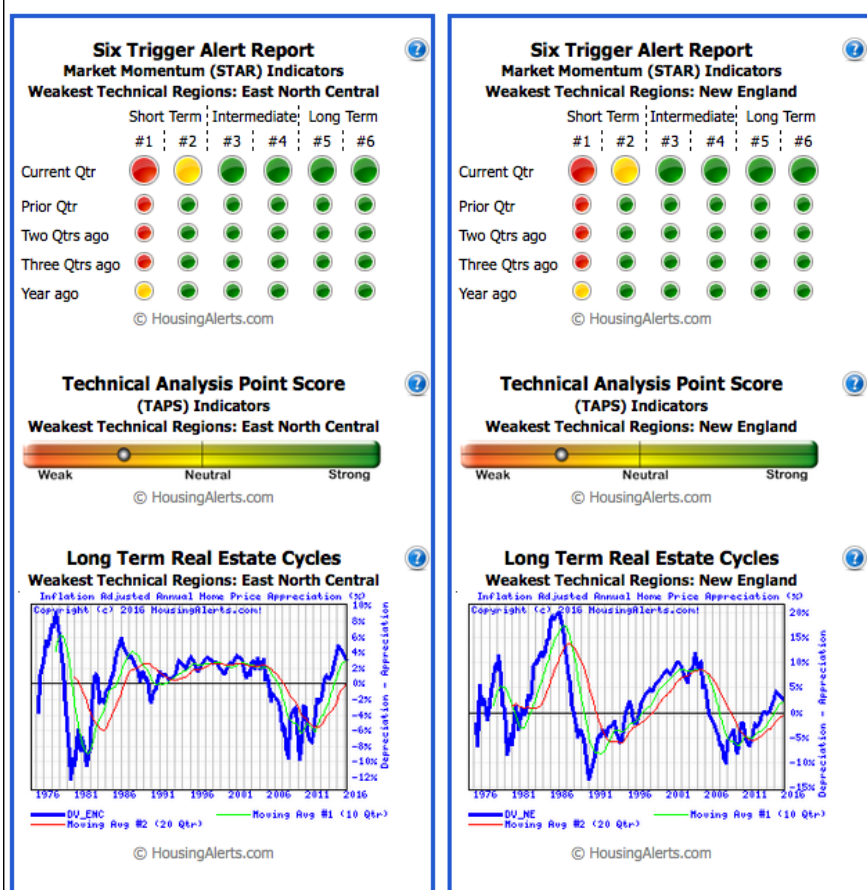 Six Trigger Alert Report
?
Market Momentum (STAR) Indicators
Weakest Technical Regions: East North Central
Short Term Intermediate Long Term
#1 #2 #3 #4 #5 #6
Current Qtr
Prior Qtr
Two Qtrs ago
Three Qtrs ago
Year ago
© HousingAlerts.com
Technical Analysis Point Score
?
(TAPS) Indicators
Weakest Technical Regions: East North Central
Weak Neutral Strong
© HousingAlerts.com
Long Term Real Estate Cycles
?
Weakest Technical Regions: East North Central
Inflation Adjusted Annual Home Price Appreciation (%)
Copyright (c) 2016 HousingAlerts.com!
10%
8%
6%
4%
2%
0%
-2%
-4%
-6%
-8%
-10%
-12%
Depreciation - Appreciation
1976 1981 1986 1991 1996 2001 2006 2011 2016
DV_ENC Moving Avg #1 (10 Qtr)
Moving Avg #2 (20 Qtr)
© HousingAlerts.com
Six Trigger Alert Report
?
Market Momentum (STAR) Indicators
Weakest Technical Regions: New England
Short Term Intermediate Long Term
#1 #2 #3 #4 #5 #6
Current Qtr
Prior Qtr
Two Qtrs ago
Three Qtrs ago
Year ago
© HousingAlerts.com
Technical Analysis Point Score
?
(TAPS) Indicators
Weakest Technical Regions: New England
Weak Neutral Strong
© HousingAlerts.com
Long Term Real Estate Cycles
?
Weakest Technical Regions: New England
Inflation Adjusted Annual Home Price Appreciation (%)
Copyright (c) 2016 HousingAlerts.com!
20%
15%
10%
5%
0%
-5%
-10%
-15%
Depreciation - Appreciation
1976 1981 1986 1991 1996 2001 2006 2011 2016
DV_NE Moving Avg #1 (10 Qtr)
Moving Avg #2 (20 Qtr)
© HousingAlerts.com